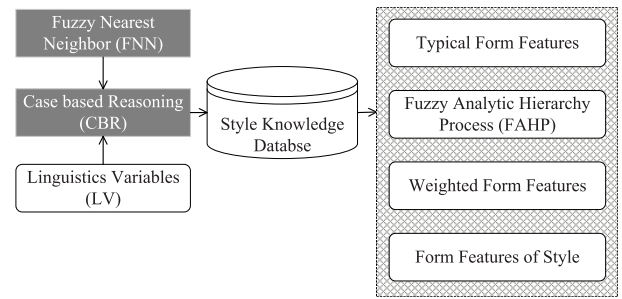 Fuzzy Nearest
Neighbor (FNN)
Case based Reasoning
(CBR)
Linguistics Variables
(LV)
Style Knowledge
Databse
Typical Form Features
Fuzzy Analytic Hierarchy
Process (FAHP)
Weighted Form Features
Form Features of Style